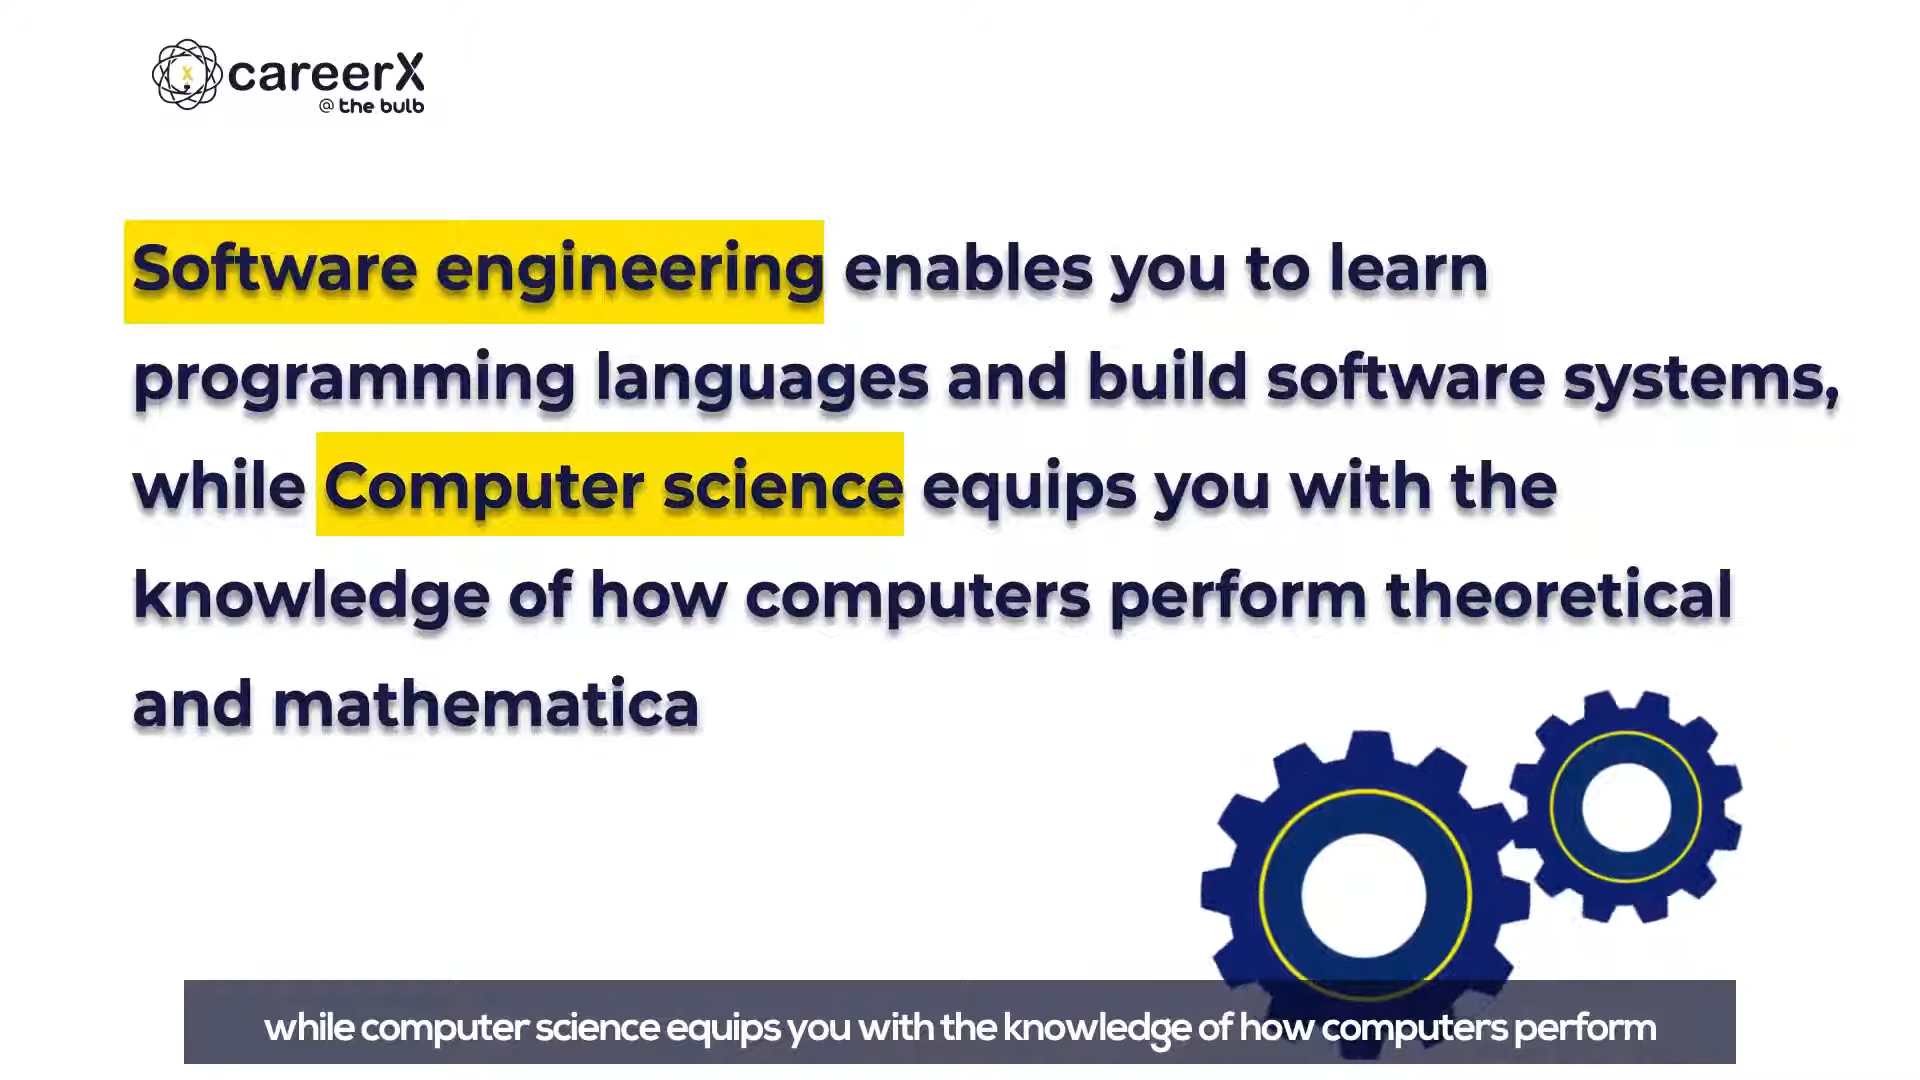 careerX
@ the bulb
Software engineering enables you to learn
programming languages and build software systems,
while Computer science equips you with the
knowledge of how computers perform theoretical
and mathematica
while computer science equips you with the knowledge of how computers perform